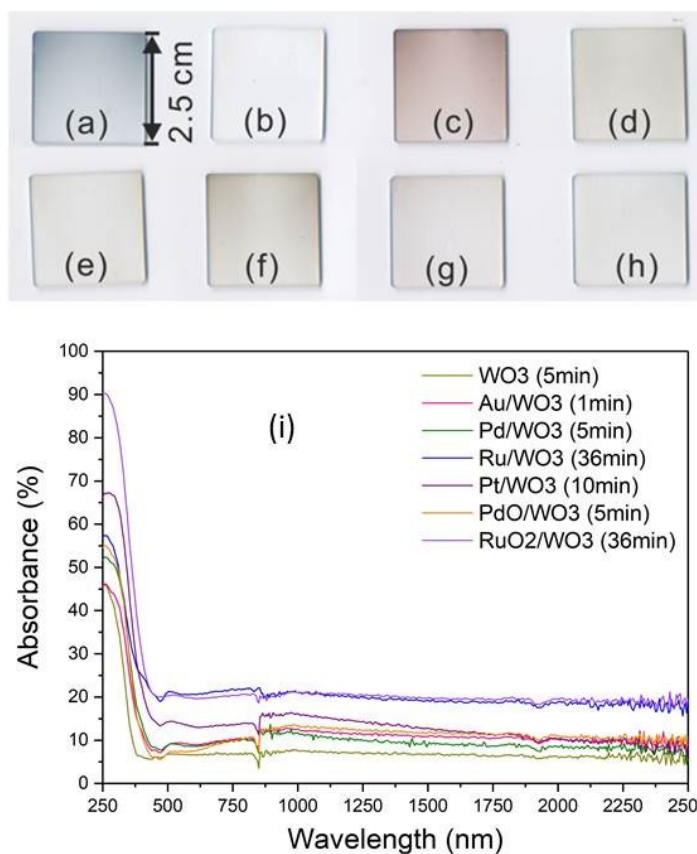 (a)
2.5 cm
(b)
(c)
(d)
(e)
(f)
(g)
(h)
100
90
80
70
60
50
40
30
20
10
0
Absorbance (%)
(i)
WO3 (5min)
Au/WO3 (1min)
Pd/WO3 (5min)
Ru/WO3 (36min)
Pt/WO3 (10min)
PdO/WO3 (5min)
RuO2/WO3 (36min)
250 500 750 1000 1250 1500 1750 2000 2250 2500
Wavelength (nm)